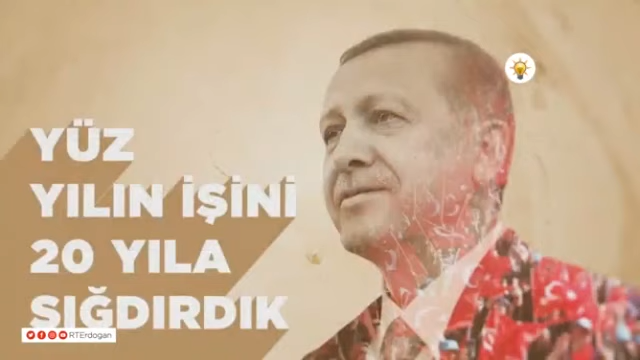 YÜZ
YILIN İŞİNİ
20 YILA
SIĞDIRDIK
RTErdogan